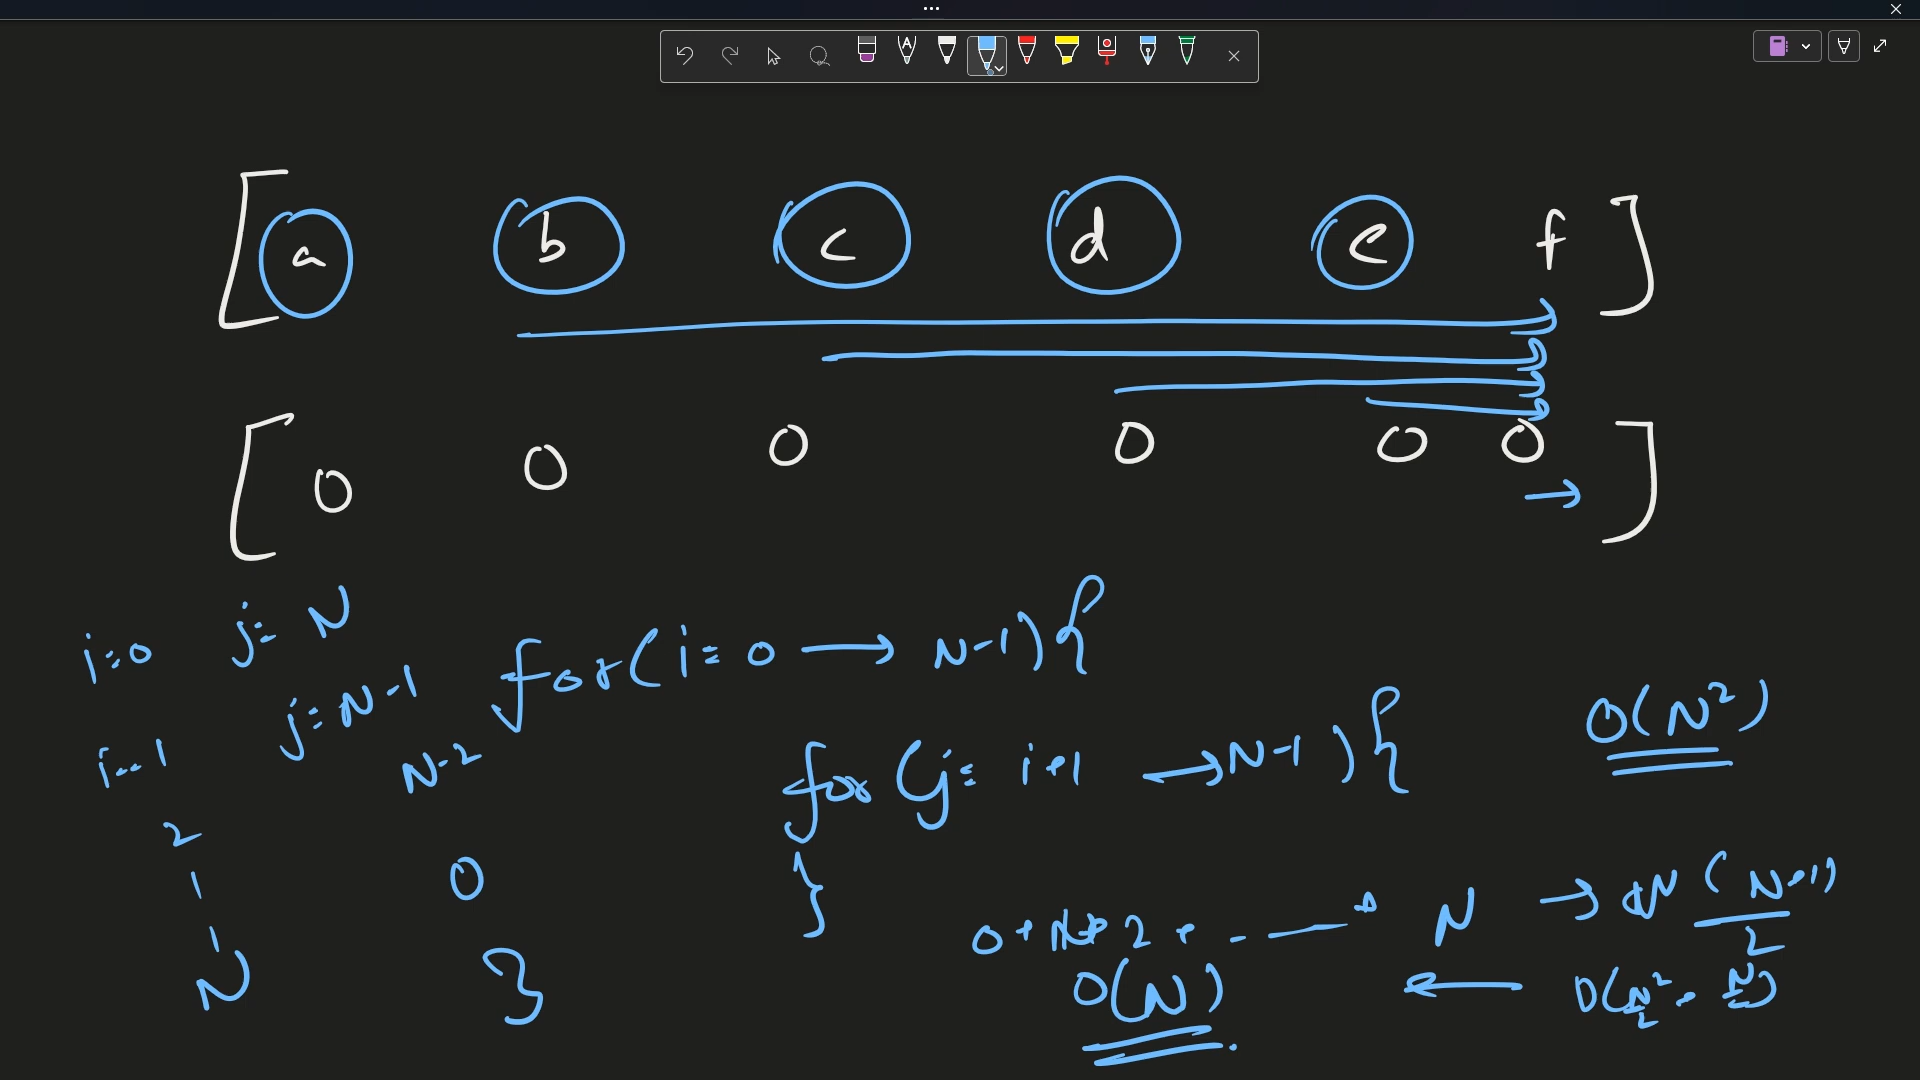 [ a b c d e f ]
[ 0 0 0 0 0 0 → ]
i=0 j= N
for(i= 0 → N-1){
i=1 j=N-1
N-2
for(j= i+1 → N-1){
O(N²)
2
0
}
N
}
0 + 1 + 2 + - → N → N(N+1)/2
O(N) ← O(N²/2 + N/2)